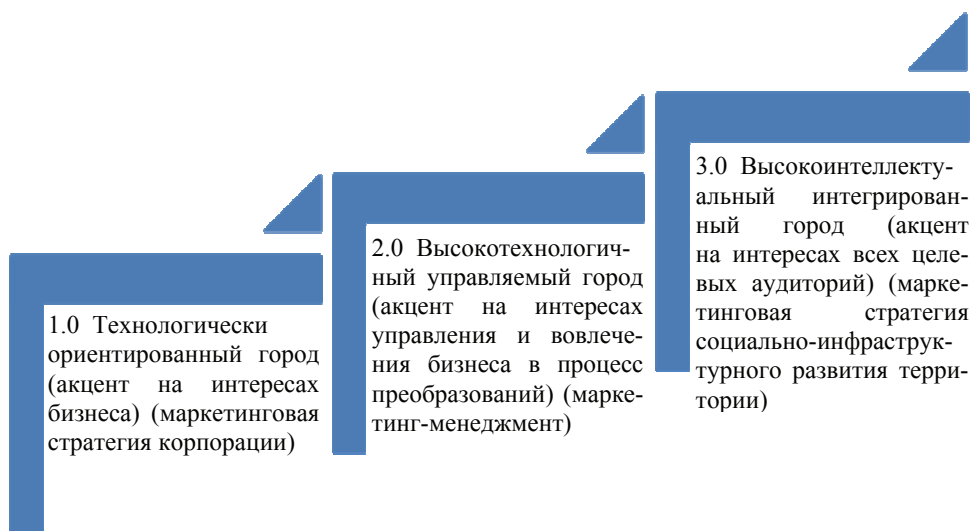 1.0 Технологически
ориентированный город
(акцент на интересах
бизнеса) (маркетинговая
стратегия корпорации)
2.0 Высокотехнологич-
ный управляемый город
(акцент на интересах
управления и вовлече-
ния бизнеса в процесс
преобразований) (марке-
тинг-менеджмент)
3.0 Высокоинтеллекту-
альный интегрирован-
ный город (акцент
на интересах всех целе-
вых аудиторий) (марке-
тинговая стратегия
социально-инфраструк-
турного развития терри-
тории)